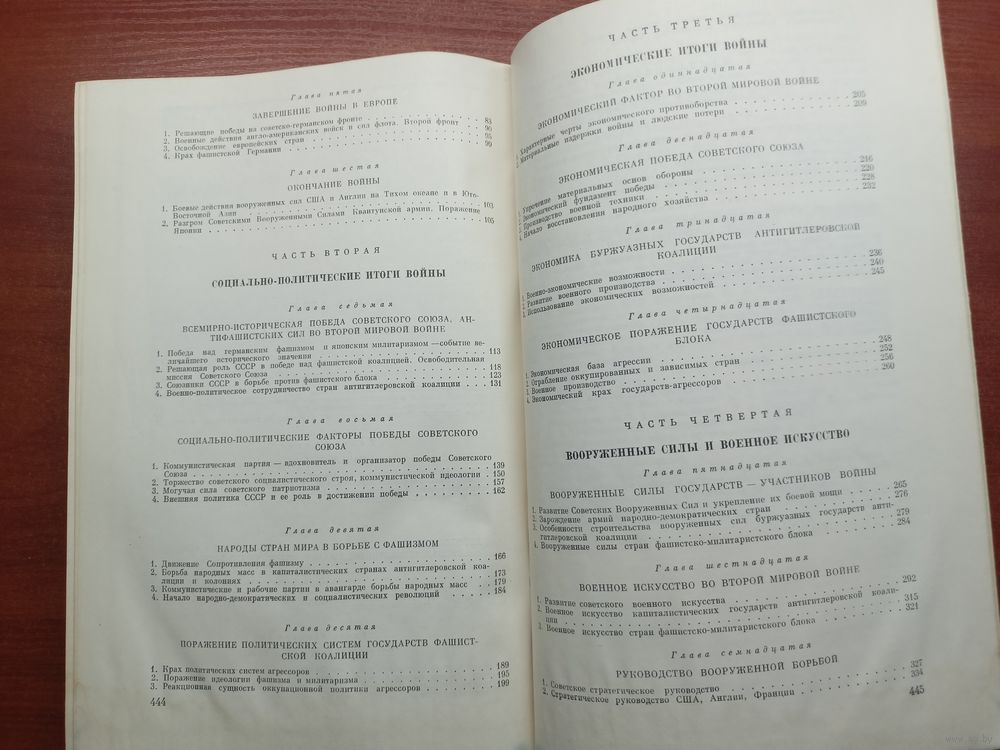 Глава пятая
ЗАВЕРШЕНИЕ ВОЙНЫ В ЕВРОПЕ
1. Решающие победы на советско-германском фронте . . . 83
2. Военные действия англо-американских войск и сил флота. Второй фронт . 90
3. Освобождение европейских стран . . . 95
4. Крах фашистской Германии . . . 99
Глава шестая
ОКОНЧАНИЕ ВОЙНЫ
1. Боевые действия вооруженных сил США и Англии на Тихом океане и в Юго-
Восточной Азии . . . 103
2. Разгром Советскими Вооруженными Силами Квантунской армии. Поражение
Японии . . . 105
ЧАСТЬ ВТОРАЯ
СОЦИАЛЬНО-ПОЛИТИЧЕСКИЕ ИТОГИ ВОЙНЫ
Глава седьмая
ВСЕМИРНО-ИСТОРИЧЕСКАЯ ПОБЕДА СОВЕТСКОГО СОЮЗА, АН-
ТИФАШИСТСКИХ СИЛ ВО ВТОРОЙ МИРОВОЙ ВОЙНЕ
1. Победа над германским фашизмом и японским милитаризмом — событие ве-
личайшего исторического значения . . . 113
2. Решающая роль СССР в победе над фашистской коалицией. Освободительная
миссия Советского Союза . . . 118
3. Союзники СССР в борьбе против фашистского блока . . . 123
4. Военно-политическое сотрудничество стран антигитлеровской коалиции . . . 131
Глава восьмая
СОЦИАЛЬНО-ПОЛИТИЧЕСКИЕ ФАКТОРЫ ПОБЕДЫ СОВЕТСКОГО
СОЮЗА
1. Коммунистическая партия — вдохновитель и организатор победы Советского
Союза . . . 139
2. Торжество советского социалистического строя, коммунистической идеологии . 150
3. Могучая сила советского патриотизма . . . 157
4. Внешняя политика СССР и ее роль в достижении победы . . . 162
Глава девятая
НАРОДЫ СТРАН МИРА В БОРЬБЕ С ФАШИЗМОМ
1. Движение Сопротивления фашизму . . . 166
2. Борьба народных масс в капиталистических странах антигитлеровской коа-
лиции и колониях . . . 173
3. Коммунистические и рабочие партии в авангарде борьбы народных масс . . 179
4. Начало народно-демократических и социалистических революций . . . 184
Глава десятая
ПОРАЖЕНИЕ ПОЛИТИЧЕСКИХ СИСТЕМ ГОСУДАРСТВ ФАШИСТ-
СКОЙ КОАЛИЦИИ
1. Крах политических систем агрессоров . . . 189
2. Поражение идеологии фашизма и милитаризма . . . 195
3. Реакционная сущность оккупационной политики агрессоров . . . 199
444
ЧАСТЬ ТРЕТЬЯ
ЭКОНОМИЧЕСКИЕ ИТОГИ ВОЙНЫ
Глава одиннадцатая
ЭКОНОМИЧЕСКИЙ ФАКТОР ВО ВТОРОЙ МИРОВОЙ ВОЙНЕ
1. Характерные черты экономического противоборства . . . 205
2. Материальные издержки войны и людские потери . . . 209
Глава двенадцатая
ЭКОНОМИЧЕСКАЯ ПОБЕДА СОВЕТСКОГО СОЮЗА
1. Упрочение материальных основ обороны . . . 216
2. Экономический фундамент победы . . . 220
3. Производство военной техники . . . 228
4. Начало восстановления народного хозяйства . . . 232
Глава тринадцатая
ЭКОНОМИКА БУРЖУАЗНЫХ ГОСУДАРСТВ АНТИГИТЛЕРОВСКОЙ
КОАЛИЦИИ
1. Военно-экономические возможности . . . 236
2. Развитие военного производства . . . 240
3. Использование экономических возможностей . . . 245
Глава четырнадцатая
ЭКОНОМИЧЕСКОЕ ПОРАЖЕНИЕ ГОСУДАРСТВ ФАШИСТСКОГО
БЛОКА
1. Экономическая база агрессии . . . 248
2. Ограбление оккупированных и зависимых стран . . . 252
3. Военное производство . . . 256
4. Экономический крах государств-агрессоров . . . 260
ЧАСТЬ ЧЕТВЕРТАЯ
ВООРУЖЕННЫЕ СИЛЫ И ВОЕННОЕ ИСКУССТВО
Глава пятнадцатая
ВООРУЖЕННЫЕ СИЛЫ ГОСУДАРСТВ — УЧАСТНИКОВ ВОЙНЫ
1. Развитие Советских Вооруженных Сил и укрепление их боевой мощи . . . 265
2. Зарождение армий народно-демократических стран . . . 276
3. Особенности строительства вооруженных сил буржуазных государств анти-
гитлеровской коалиции . . . 279
4. Вооруженные силы стран фашистско-милитаристского блока . . . 284
Глава шестнадцатая
ВОЕННОЕ ИСКУССТВО ВО ВТОРОЙ МИРОВОЙ ВОЙНЕ
1. Развитие советского военного искусства . . . 292
2. Военное искусство капиталистических государств антигитлеровской коали-
ции . . . 315
3. Военное искусство стран фашистско-милитаристского блока . . . 321
Глава семнадцатая
РУКОВОДСТВО ВООРУЖЕННОЙ БОРЬБОЙ
1. Советское стратегическое руководство . . . 327
2. Стратегическое руководство США, Англии, Франции . . . 334
445